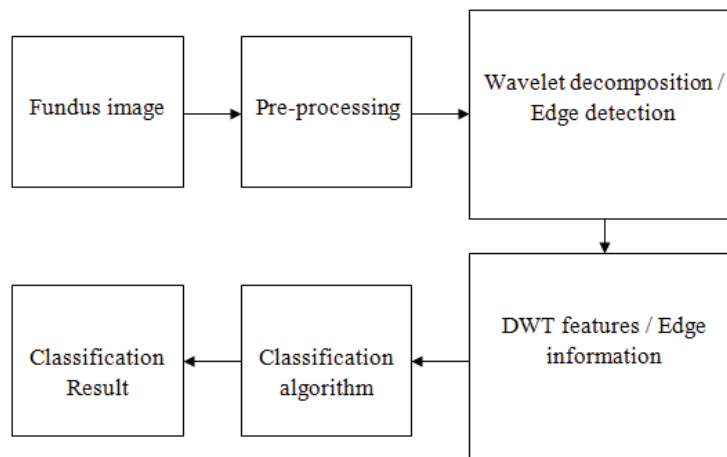 Fundus image
Pre-processing
Wavelet decomposition /
Edge detection
DWT features / Edge
information
Classification
algorithm
Classification
Result